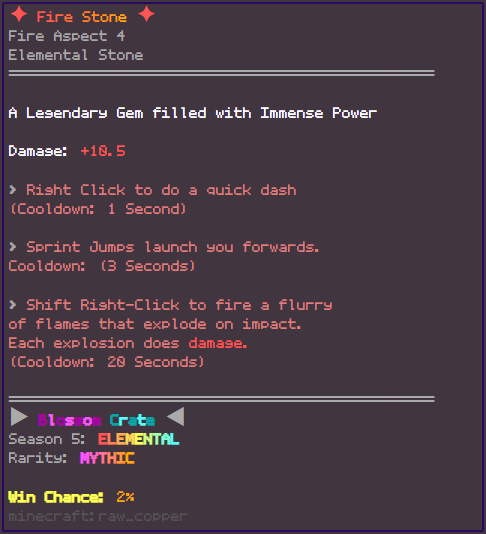 Fire Stone
Fire Aspect 4
Elemental Stone
A Legendary Gem filled with Immense Power
Damage: +10.5
> Right Click to do a quick dash
(Cooldown: 1 Second)
> Sprint Jumps launch you forwards.
Cooldown: (3 Seconds)
> Shift Right-Click to fire a flurry
of flames that explode on impact.
Each explosion does damage.
(Cooldown: 20 Seconds)
Blossom Crate
Season 5: ELEMENTAL
Rarity: MYTHIC
Win Chance: 2%
minecraft:raw_copper